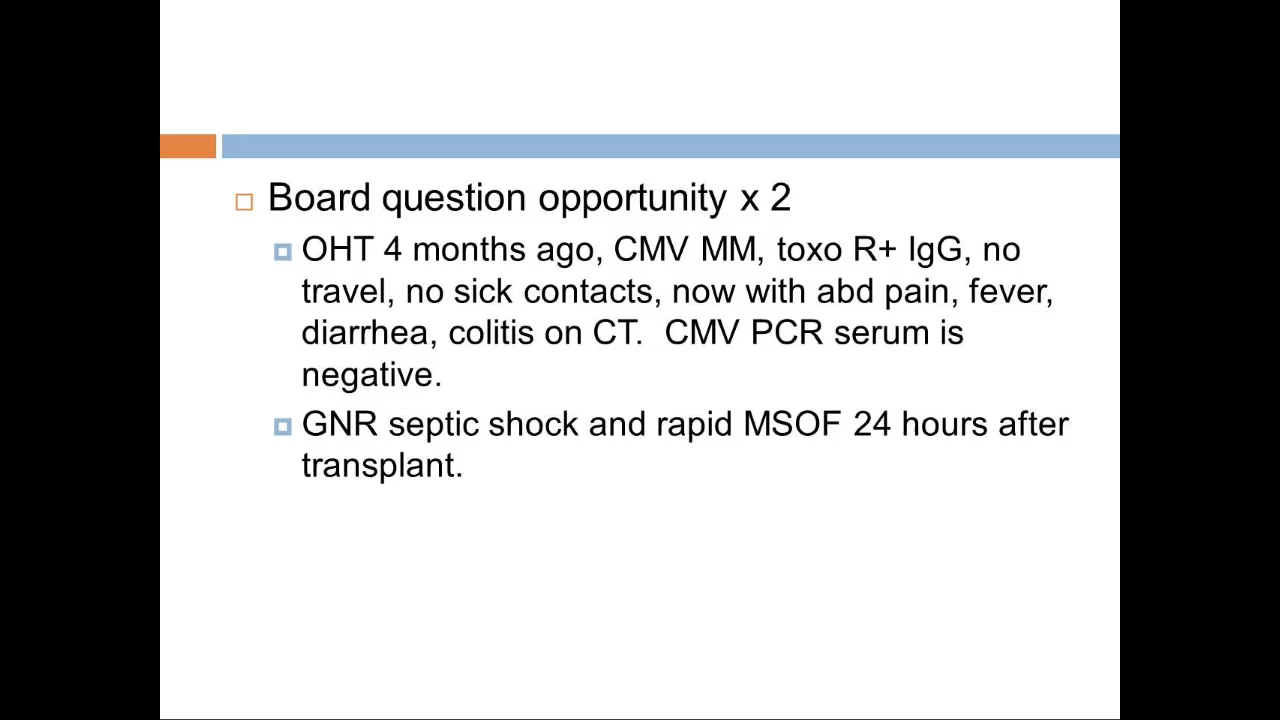 Board question opportunity x 2
OHT 4 months ago, CMV MM, toxo R+ IgG, no
travel, no sick contacts, now with abd pain, fever,
diarrhea, colitis on CT.  CMV PCR serum is
negative.
GNR septic shock and rapid MSOF 24 hours after
transplant.